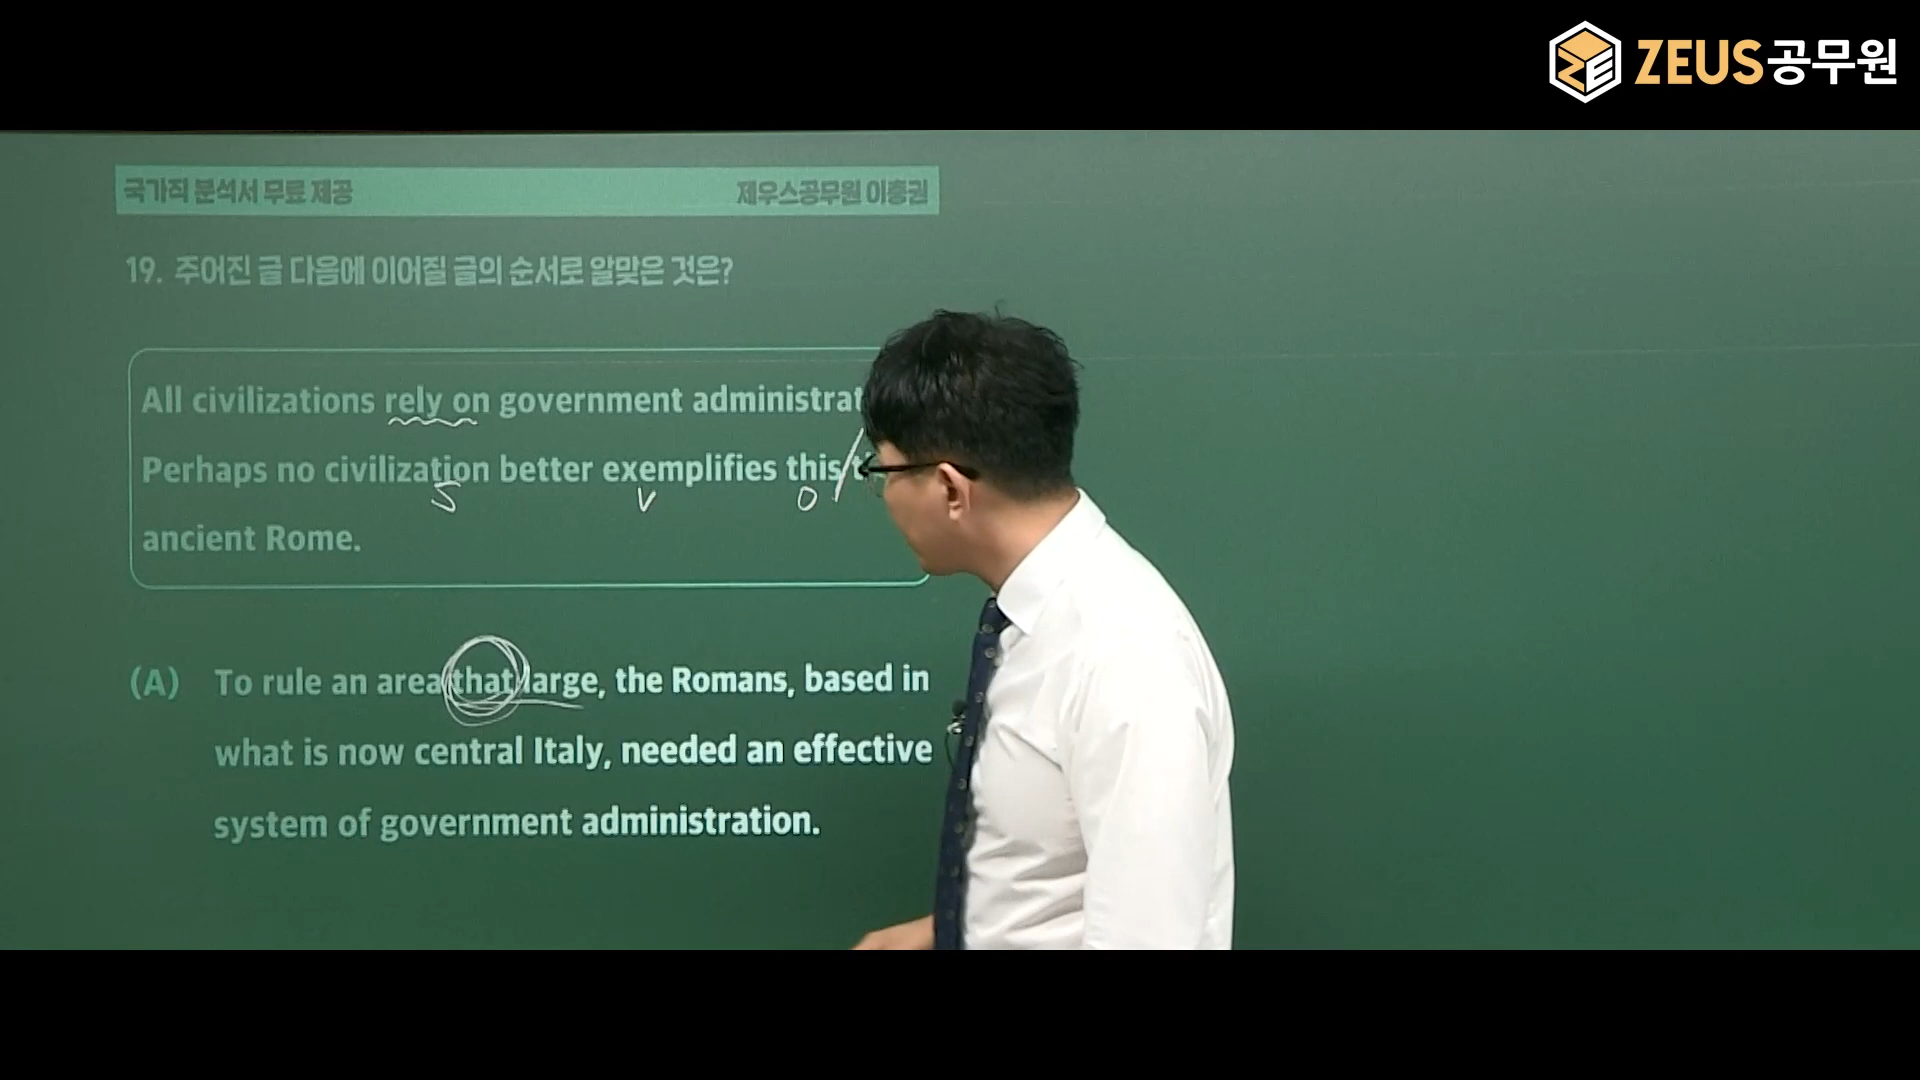 ZEUS공무원
국가직 분석서 무료 제공
제우스공무원 이흥권
19. 주어진 글 다음에 이어질 글의 순서로 알맞은 것은?
All civilizations rely on government
Perhaps no civilization better exemplifies this
S V O
ancient Rome.
(A) To rule an area that large, the Romans, based in
what is now central Italy, needed an effective
system of government administration.